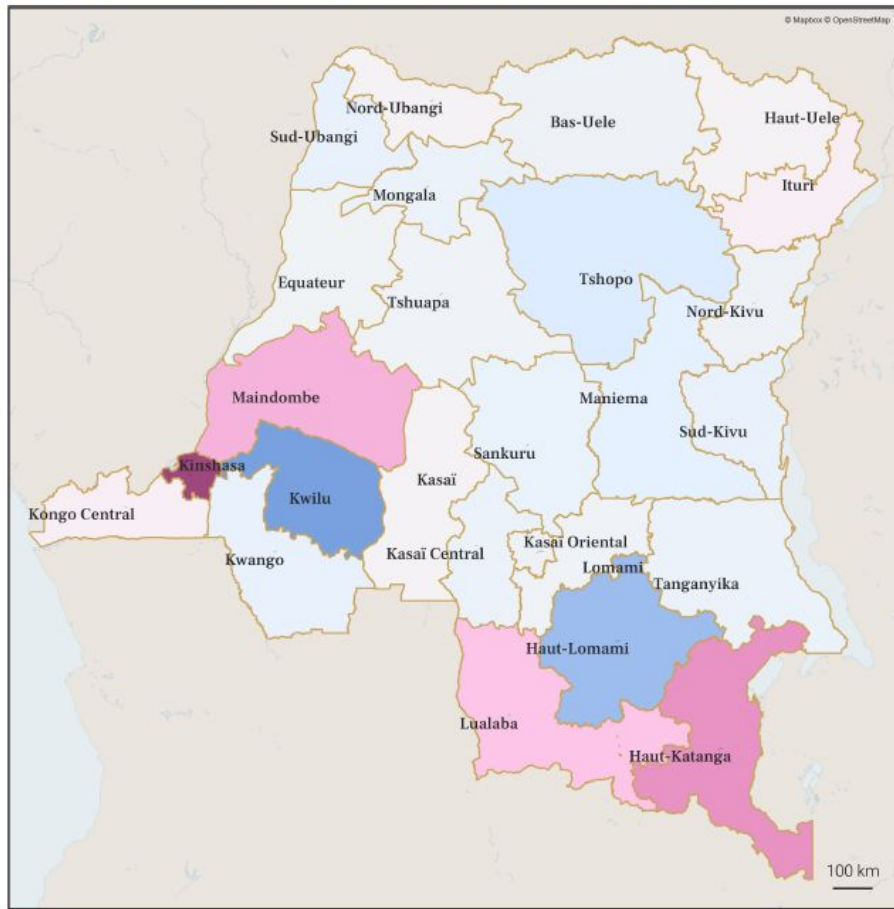 © Mapbox © OpenStreetMap
Nord-Ubangi
Bas-Uele
Haut-Uele
Sud-Ubangi
Ituri
Mongala
Equateur
Tshuapa
Tshopo
Nord-Kivu
Maindombe
Maniema
Sud-Kivu
Sankuru
Kinshasa
Kasaï
Kwilu
Kongo Central
Kasaï Oriental
Kwango
Kasaï Central
Lomami
Tanganyika
Haut-Lomami
Lualaba
Haut-Katanga
100 km